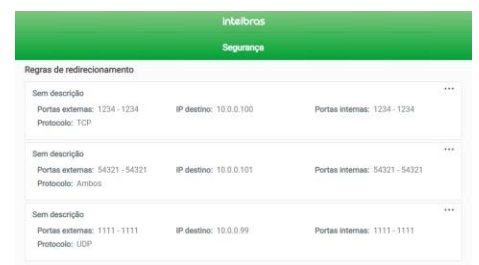 intelbras
Segurança
Regras de redirecionamento
Sem descrição
Portas externas: 1234 - 1234 IP destino: 10.0.0.100 Portas internas: 1234 - 1234
Protocolo: TCP
Sem descrição
Portas externas: 54321 - 54321 IP destino: 10.0.0.101 Portas internas: 54321 - 54321
Protocolo: Ambos
Sem descrição
Portas externas: 1111 - 1111 IP destino: 10.0.0.99 Portas internas: 1111 - 1111
Protocolo: UDP